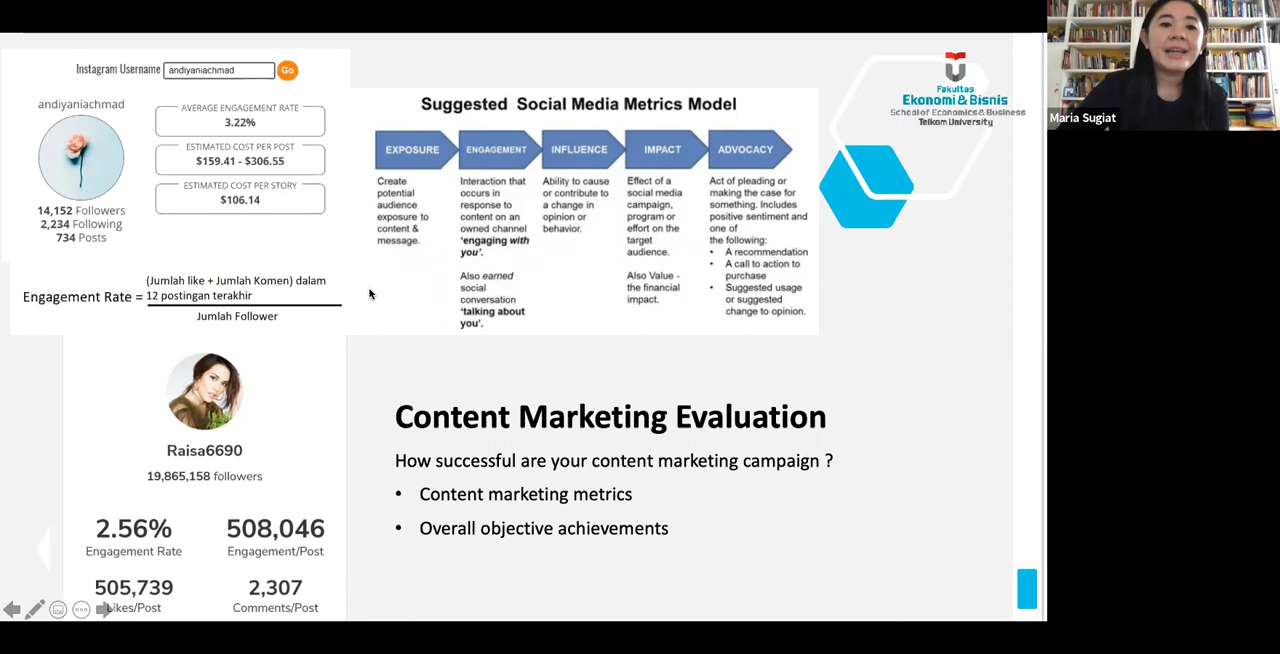 Instagram Username andiyaniachmad Go
andiyaniachmad
14,152 Followers
2,234 Following
734 Posts
AVERAGE ENGAGEMENT RATE
3.22%
ESTIMATED COST PER POST
$159.41 - $306.55
ESTIMATED COST PER STORY
$106.14
Engagement Rate =
(Jumlah like + Jumlah Komen) dalam
12 postingan terakhir
Jumlah Follower
Suggested Social Media Metrics Model
EXPOSURE
Create
potential
audience
exposure to
content &
message.
ENGAGEMENT
Interaction that
occurs in
response to
content on an
owned channel
‘engaging with
you’.
Also earned
social
conversation
‘talking about
you’.
INFLUENCE
Ability to cause
or contribute to
a change in
opinion or
behavior.
IMPACT
Effect of a
social media
campaign,
program or
effort on the
target
audience.
Also Value -
the financial
impact.
ADVOCACY
Act of pleading or
making the case for
something. Includes
positive sentiment and
one of
the following:
• A recommendation
• A call to action to
purchase
• Suggested usage
or suggested
change to opinion.
Fakultas
Ekonomi & Bisnis
School of Economics & Business
Telkom University
Maria Sugiat
Raisa6690
19,865,158 followers
2.56%
Engagement Rate
508,046
Engagement/Post
505,739
Likes/Post
2,307
Comments/Post
Content Marketing Evaluation
How successful are your content marketing campaign ?
• Content marketing metrics
• Overall objective achievements